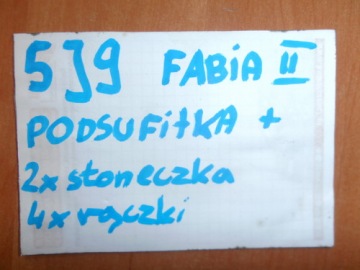 5J9 FABiA II
PODSUFitKA +
2x słoneczka
4x rączki